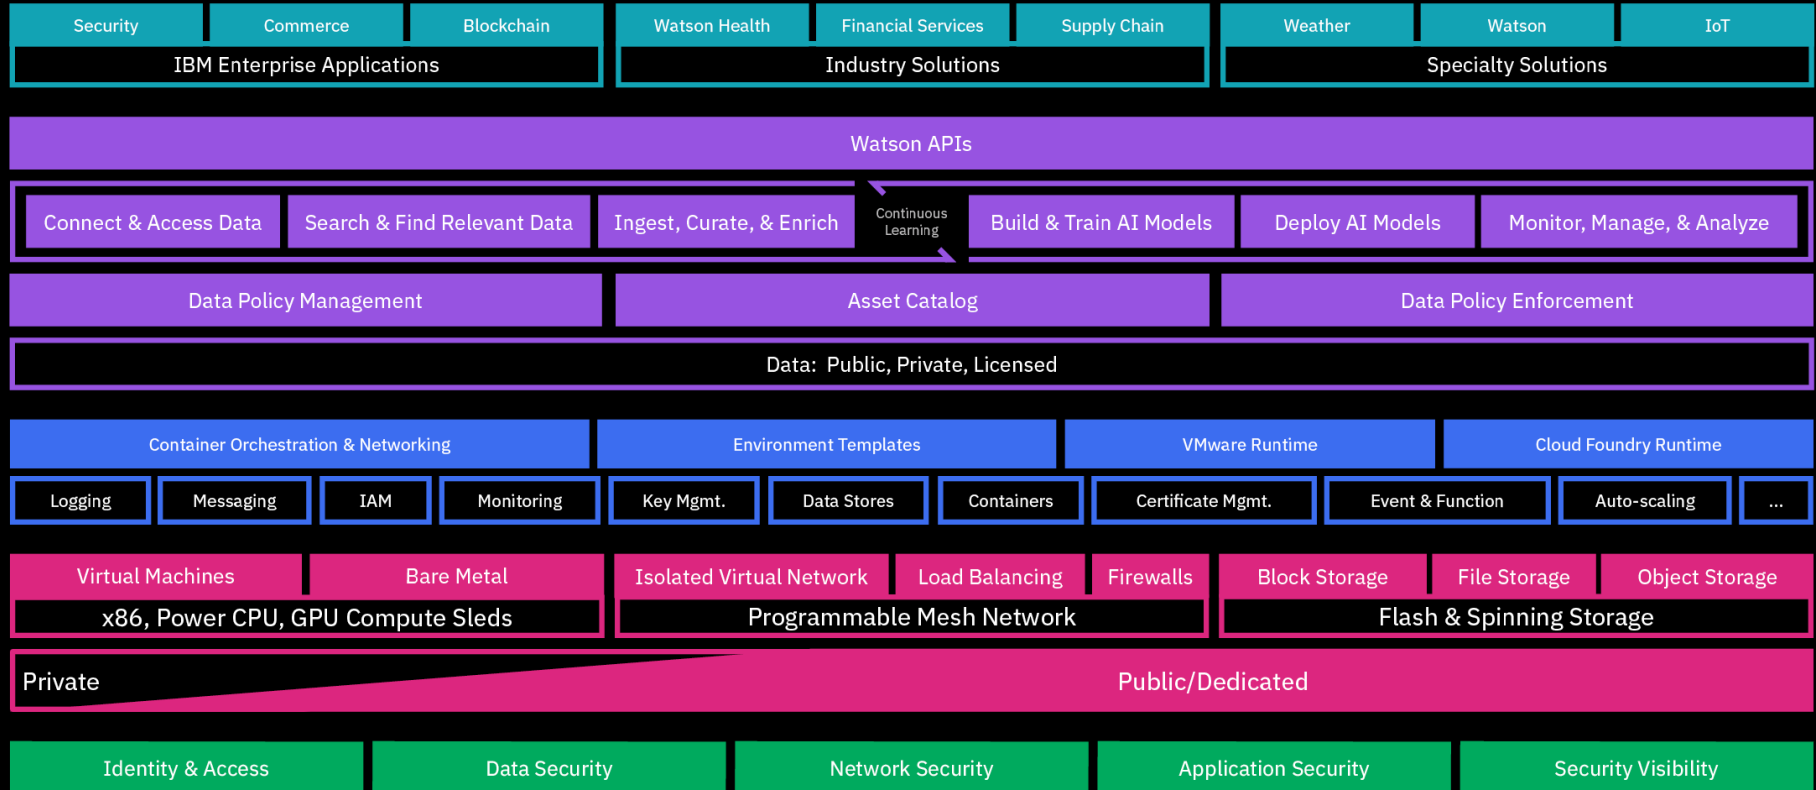 Security
Commerce
Blockchain
Watson Health
Financial Services
Supply Chain
Weather
Watson
IoT
IBM Enterprise Applications
Industry Solutions
Specialty Solutions
Watson APIs
Connect & Access Data
Search & Find Relevant Data
Ingest, Curate, & Enrich
Continuous
Learning
Build & Train AI Models
Deploy AI Models
Monitor, Manage, & Analyze
Data Policy Management
Asset Catalog
Data Policy Enforcement
Data: Public, Private, Licensed
Container Orchestration & Networking
Environment Templates
VMware Runtime
Cloud Foundry Runtime
Logging
Messaging
IAM
Monitoring
Key Mgmt.
Data Stores
Containers
Certificate Mgmt.
Event & Function
Auto-scaling
...
Virtual Machines
Bare Metal
Isolated Virtual Network
Load Balancing
Firewalls
Block Storage
File Storage
Object Storage
x86, Power CPU, GPU Compute Sleds
Programmable Mesh Network
Flash & Spinning Storage
Private
Public/Dedicated
Identity & Access
Data Security
Network Security
Application Security
Security Visibility